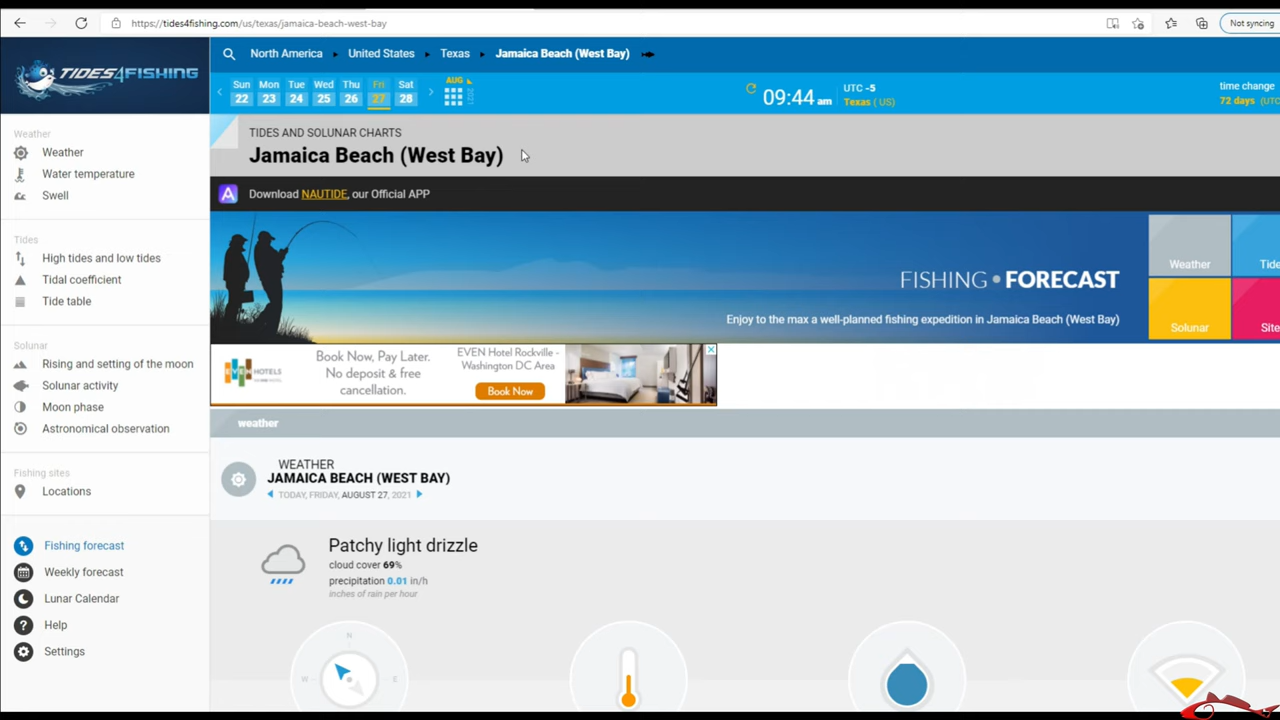 https://tides4fishing.com/us/texas/jamaica-beach-west-bay
Not syncing
TIDES4FISHING
North America
United States
Texas
Jamaica Beach (West Bay)
Sun Mon Tue Wed Thu Fri Sat
22 23 24 25 26 27 28
AUG
2021
09:44 am
UTC -5
Texas ( US)
time change
72 days (UTC
Weather
Weather
Water temperature
Swell
Tides
High tides and low tides
Tidal coefficient
Tide table
Solunar
Rising and setting of the moon
Solunar activity
Moon phase
Astronomical observation
Fishing sites
Locations
Fishing forecast
Weekly forecast
Lunar Calendar
Help
Settings
TIDES AND SOLUNAR CHARTS
Jamaica Beach (West Bay)
Download NAUTIDE, our Official APP
FISHING • FORECAST
Enjoy to the max a well-planned fishing expedition in Jamaica Beach (West Bay)
Weather
Tide
Solunar
Site
EVEN HOTELS
Book Now, Pay Later.
No deposit & free
cancellation.
EVEN Hotel Rockville -
Washington DC Area
Book Now
weather
WEATHER
JAMAICA BEACH (WEST BAY)
TODAY, FRIDAY, AUGUST 27, 2021
Patchy light drizzle
cloud cover 69%
precipitation 0.01 in/h
inches of rain per hour
N
W
E